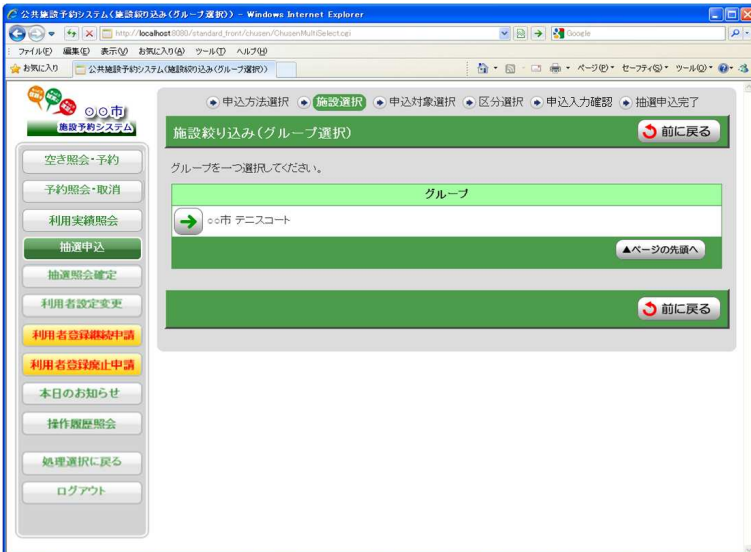 公共施設予約システム(施設絞り込み(グループ選択)) - Windows Internet Explorer
http://localhost:8080/standard_front/chusen/ChusenMultiSelect.cgi
Google
ファイル(F) 編集(E) 表示(V) お気に入り(A) ツール(T) ヘルプ(H)
お気に入り 公共施設予約システム(施設絞り込み(グループ選択))
ページ(P) セーフティ(S) ツール(O)
○○市
施設予約システム
申込方法選択 施設選択 申込対象選択 区分選択 申込入力確認 抽選申込完了
施設絞り込み(グループ選択)
前に戻る
空き照会・予約
予約照会・取消
利用実績照会
抽選申込
抽選照会確定
利用者設定変更
利用者登録継続申請
利用者登録廃止申請
本日のお知らせ
操作履歴照会
処理選択に戻る
ログアウト
グループを一つ選択してください。
グループ
○○市 テニスコート
▲ページの先頭へ
前に戻る